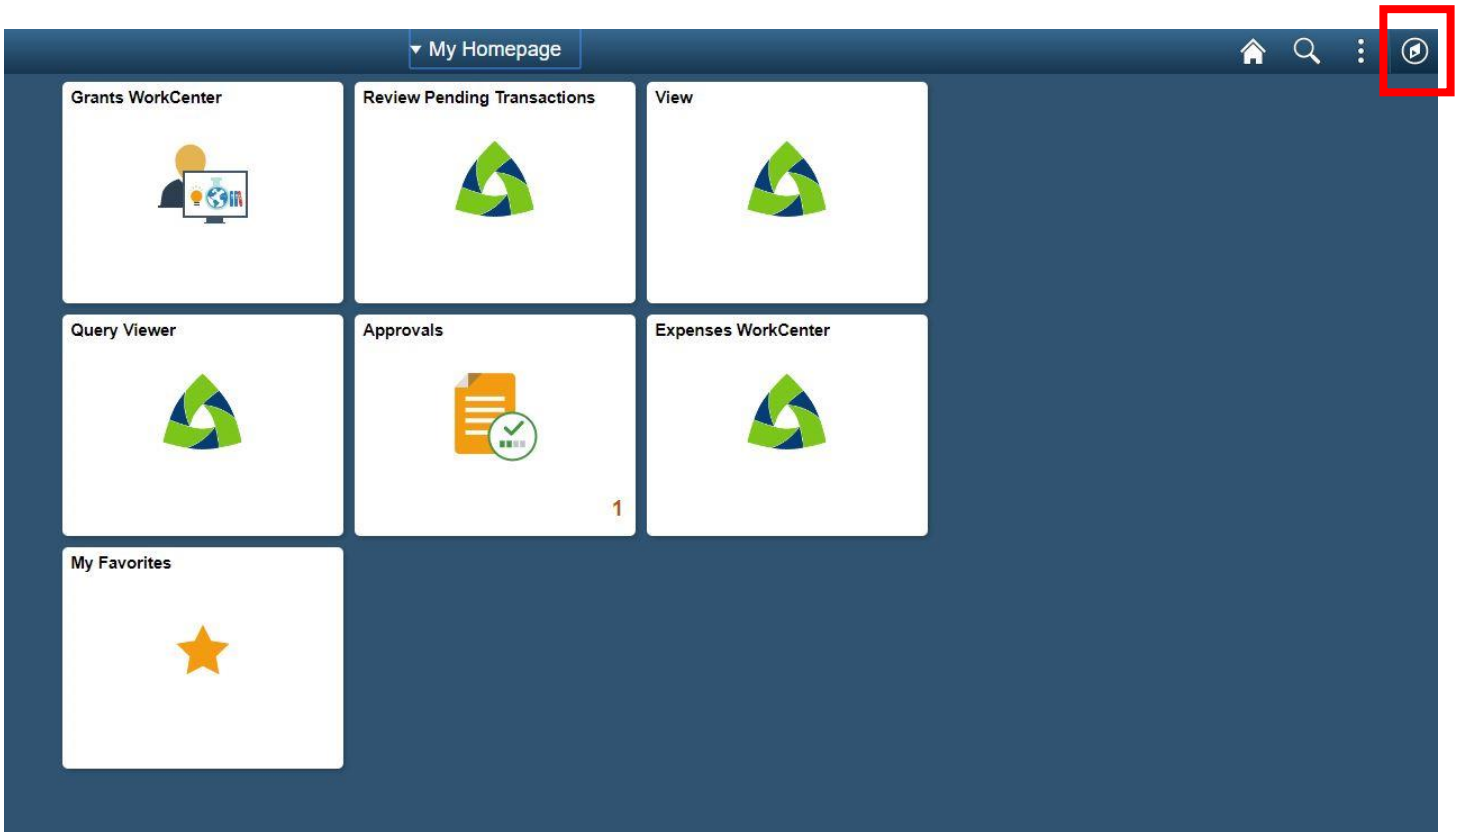 My Homepage
Grants WorkCenter
Review Pending Transactions
View
Query Viewer
Approvals
1
Expenses WorkCenter
My Favorites